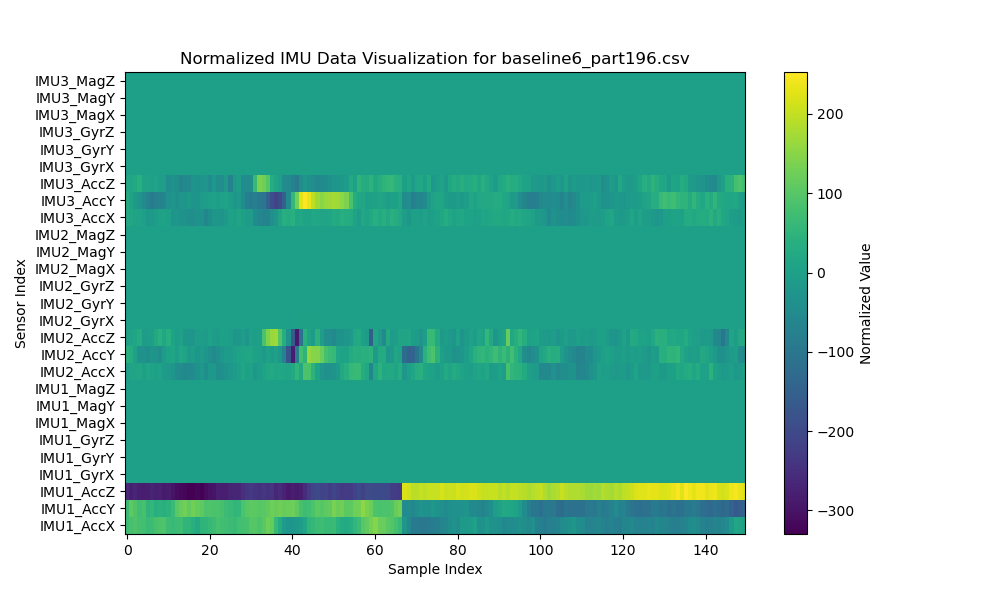 Normalized IMU Data Visualization for baseline6_part196.csv
IMU3_MagZ
IMU3_MagY
IMU3_MagX
IMU3_GyrZ
IMU3_GyrY
IMU3_GyrX
IMU3_AccZ
IMU3_AccY
IMU3_AccX
IMU2_MagZ
IMU2_MagY
IMU2_MagX
IMU2_GyrZ
IMU2_GyrY
IMU2_GyrX
IMU2_AccZ
IMU2_AccY
IMU2_AccX
IMU1_MagZ
IMU1_MagY
IMU1_MagX
IMU1_GyrZ
IMU1_GyrY
IMU1_GyrX
IMU1_AccZ
IMU1_AccY
IMU1_AccX
Sensor Index
0 20 40 60 80 100 120 140
Sample Index
200
100
0
−100
−200
−300
Normalized Value